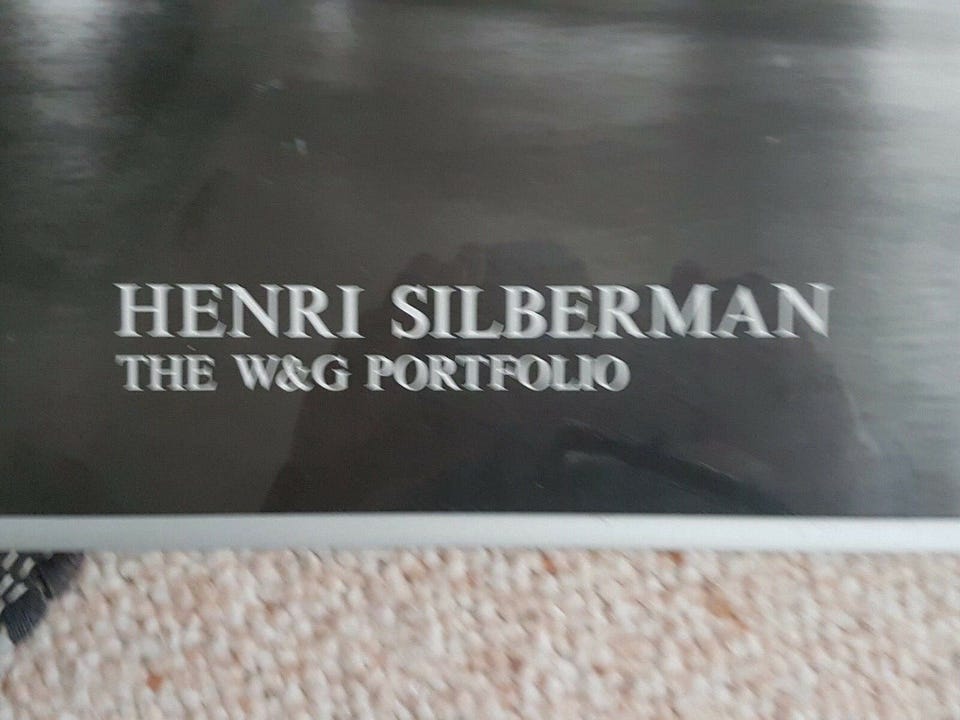 HENRI SILBERMAN
THE W&G PORTFOLIO